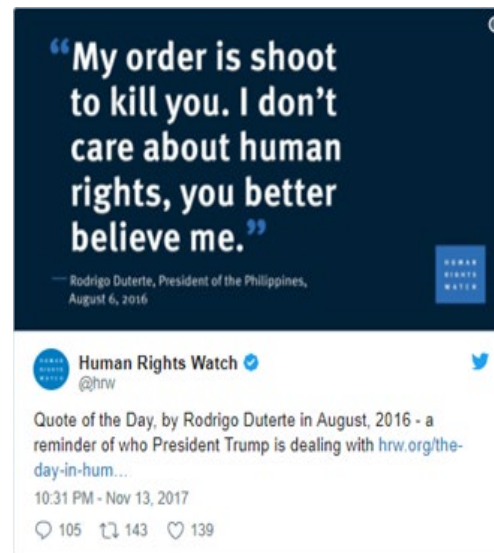 “My order is shoot
to kill you. I don’t
care about human
rights, you better
believe me.”
— Rodrigo Duterte, President of the Philippines,
August 6, 2016
HUMAN
RIGHTS
WATCH
HUMAN
RIGHTS
WATCH
Human Rights Watch
@hrw
Quote of the Day, by Rodrigo Duterte in August, 2016 - a
reminder of who President Trump is dealing with hrw.org/the-
day-in-hum…
10:31 PM - Nov 13, 2017
105 143 139